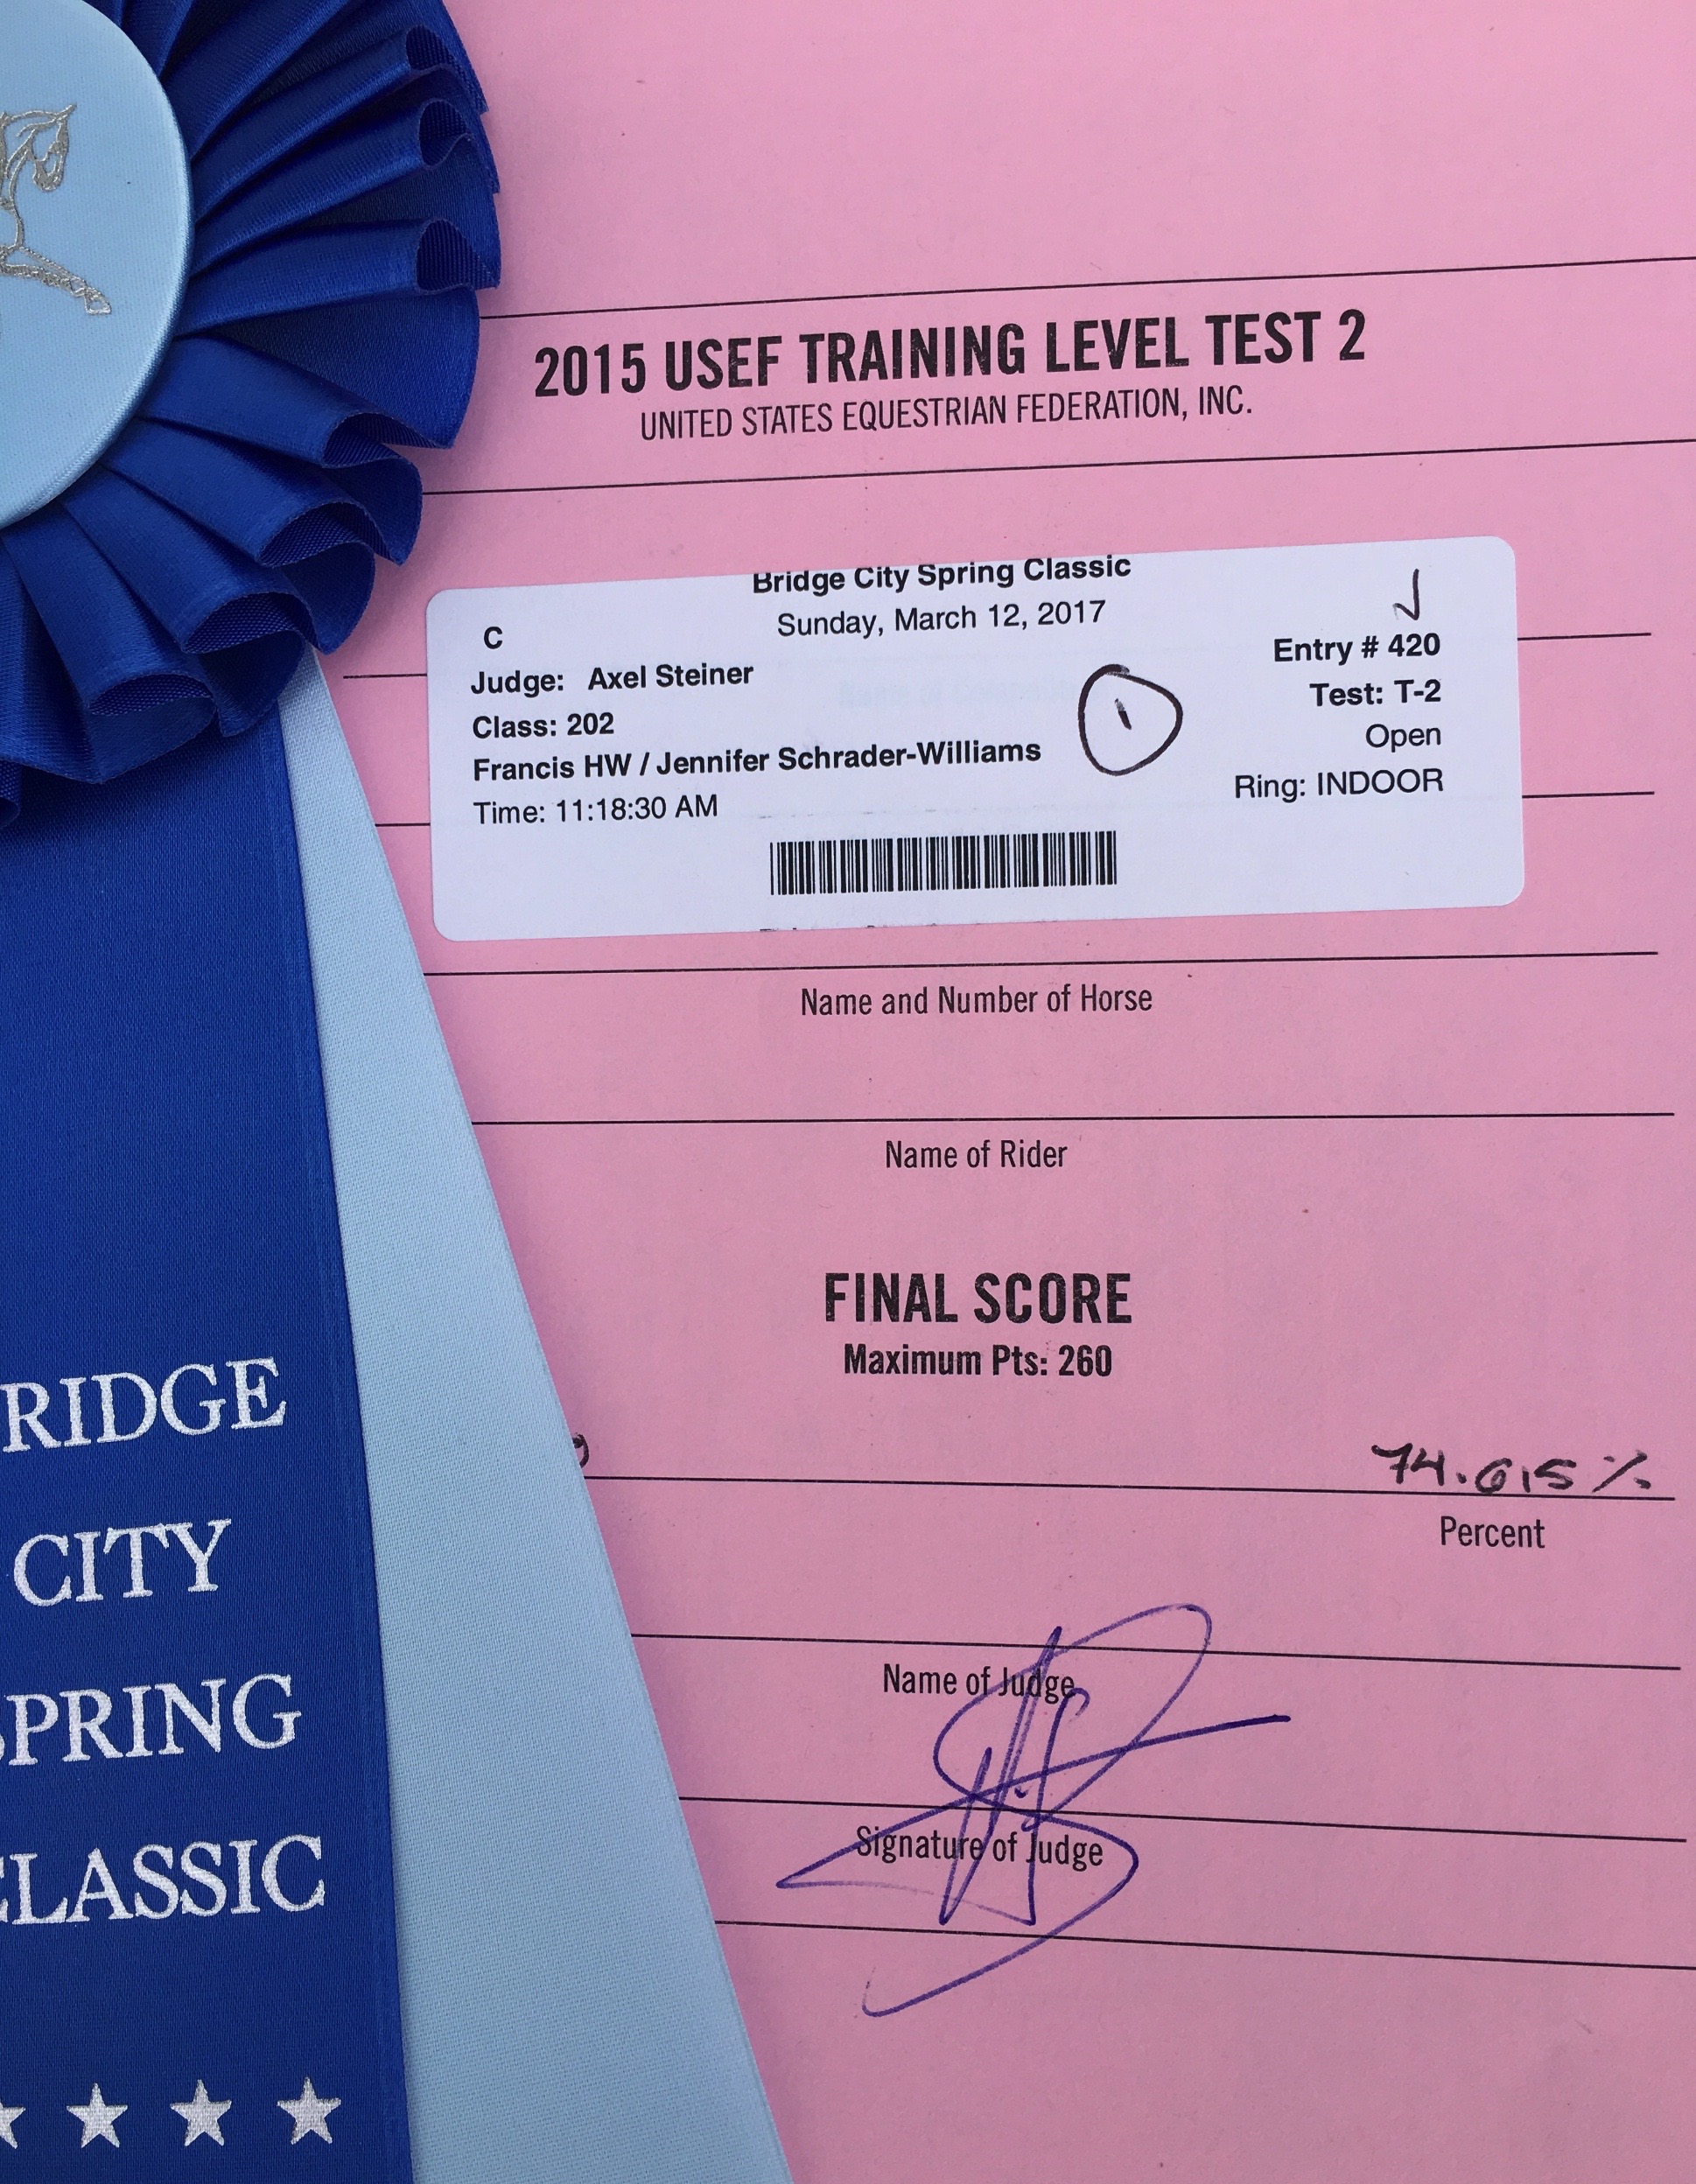 2015 USEF TRAINING LEVEL TEST 2
UNITED STATES EQUESTRIAN FEDERATION, INC.
Bridge City Spring Classic
Sunday, March 12, 2017
C
Judge: Axel Steiner
Class: 202
Francis HW / Jennifer Schrader-Williams
Time: 11:18:30 AM
1
Entry # 420
Test: T-2
Open
Ring: INDOOR
Name and Number of Horse
Name of Rider
FINAL SCORE
Maximum Pts: 260
74.615%
Percent
Name of Judge
Signature of Judge
RIDGE
CITY
SPRING
CLASSIC